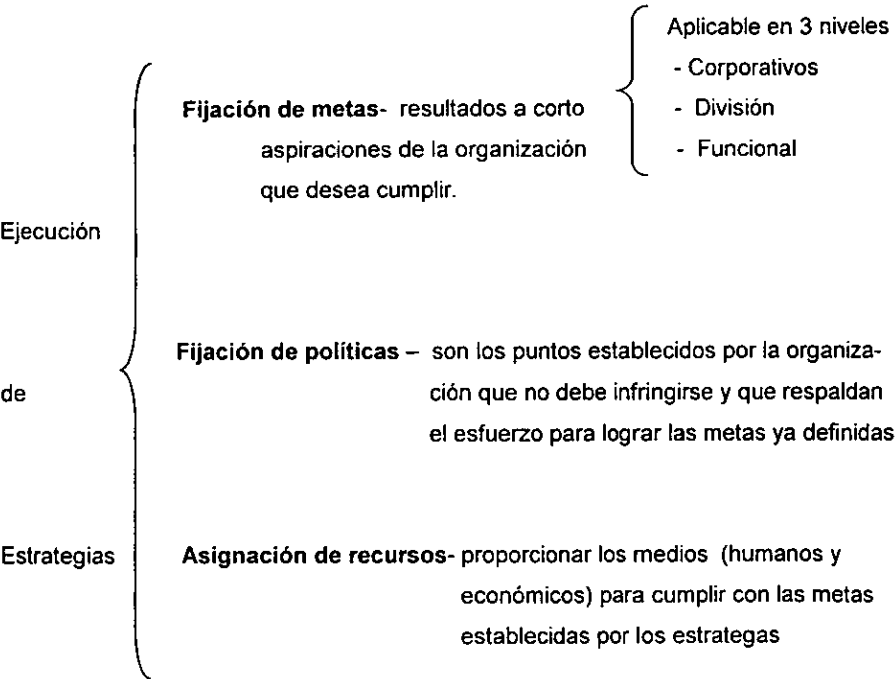 Ejecución
de
Estrategias
Fijación de metas- resultados a corto
aspiraciones de la organización
que desea cumplir.
Aplicable en 3 niveles
- Corporativos
- División
- Funcional
Fijación de políticas – son los puntos establecidos por la organiza-
ción que no debe infringirse y que respaldan
el esfuerzo para lograr las metas ya definidas
Asignación de recursos- proporcionar los medios (humanos y
económicos) para cumplir con las metas
establecidas por los estrategas